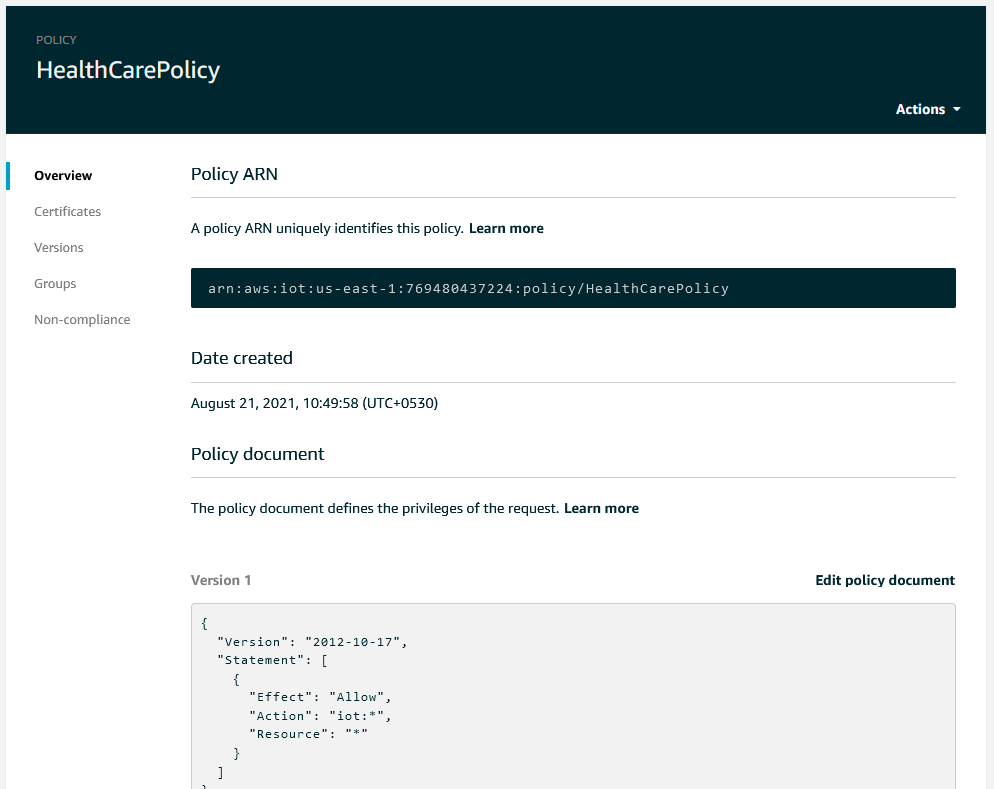 POLICY
HealthCarePolicy
Actions
Overview
Certificates
Versions
Groups
Non-compliance
Policy ARN
A policy ARN uniquely identifies this policy. Learn more
arn:aws:iot:us-east-1:769480437224:policy/HealthCarePolicy
Date created
August 21, 2021, 10:49:58 (UTC+0530)
Policy document
The policy document defines the privileges of the request. Learn more
Version 1
Edit policy document
{
  "Version": "2012-10-17",
  "Statement": [
    {
      "Effect": "Allow",
      "Action": "iot:*",
      "Resource": "*"
    }
  ]
}